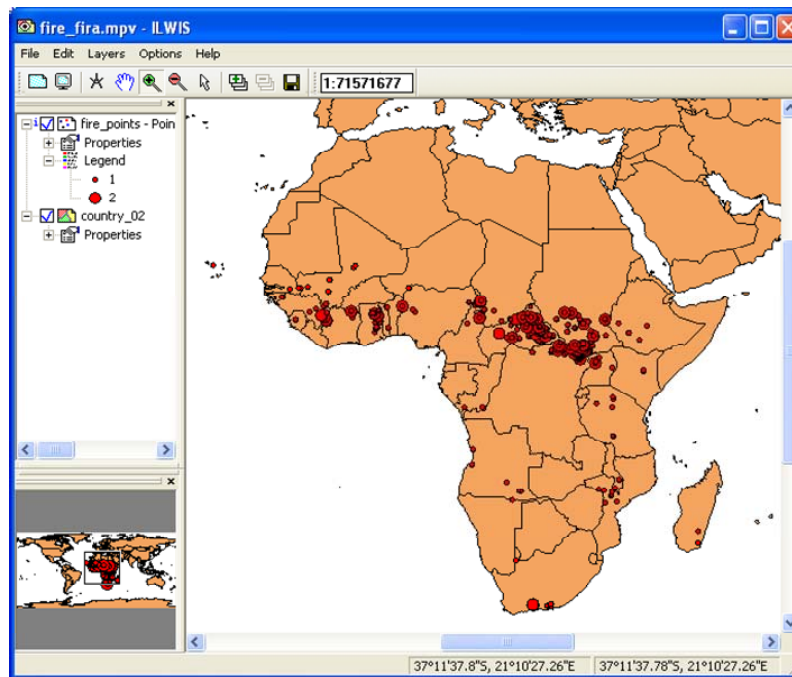 fire_fira.mpv - ILWIS
File Edit Layers Options Help
1:71571677
fire_points - Poin
Properties
Legend
1
2
country_02
Properties
37°11'37.8"S, 21°10'27.26"E 37°11'37.78"S, 21°10'27.26"E